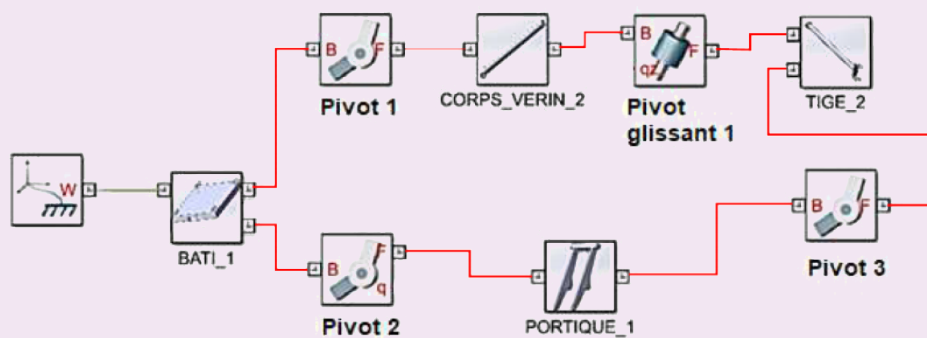 B F
Pivot 1
CORPS_VERIN_2
B F
qz
Pivot
glissant 1
TIGE_2
W
BATI_1
B F
q
Pivot 2
PORTIQUE_1
B F
Pivot 3